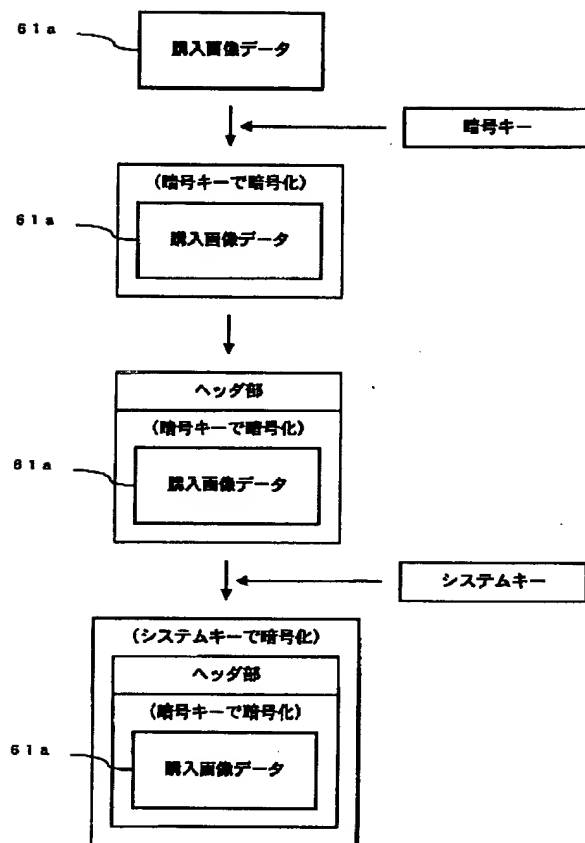 61a
購入画像データ
暗号キー
(暗号キーで暗号化)
61a
購入画像データ
ヘッダ部
(暗号キーで暗号化)
61a
購入画像データ
システムキー
(システムキーで暗号化)
ヘッダ部
(暗号キーで暗号化)
61a
購入画像データ